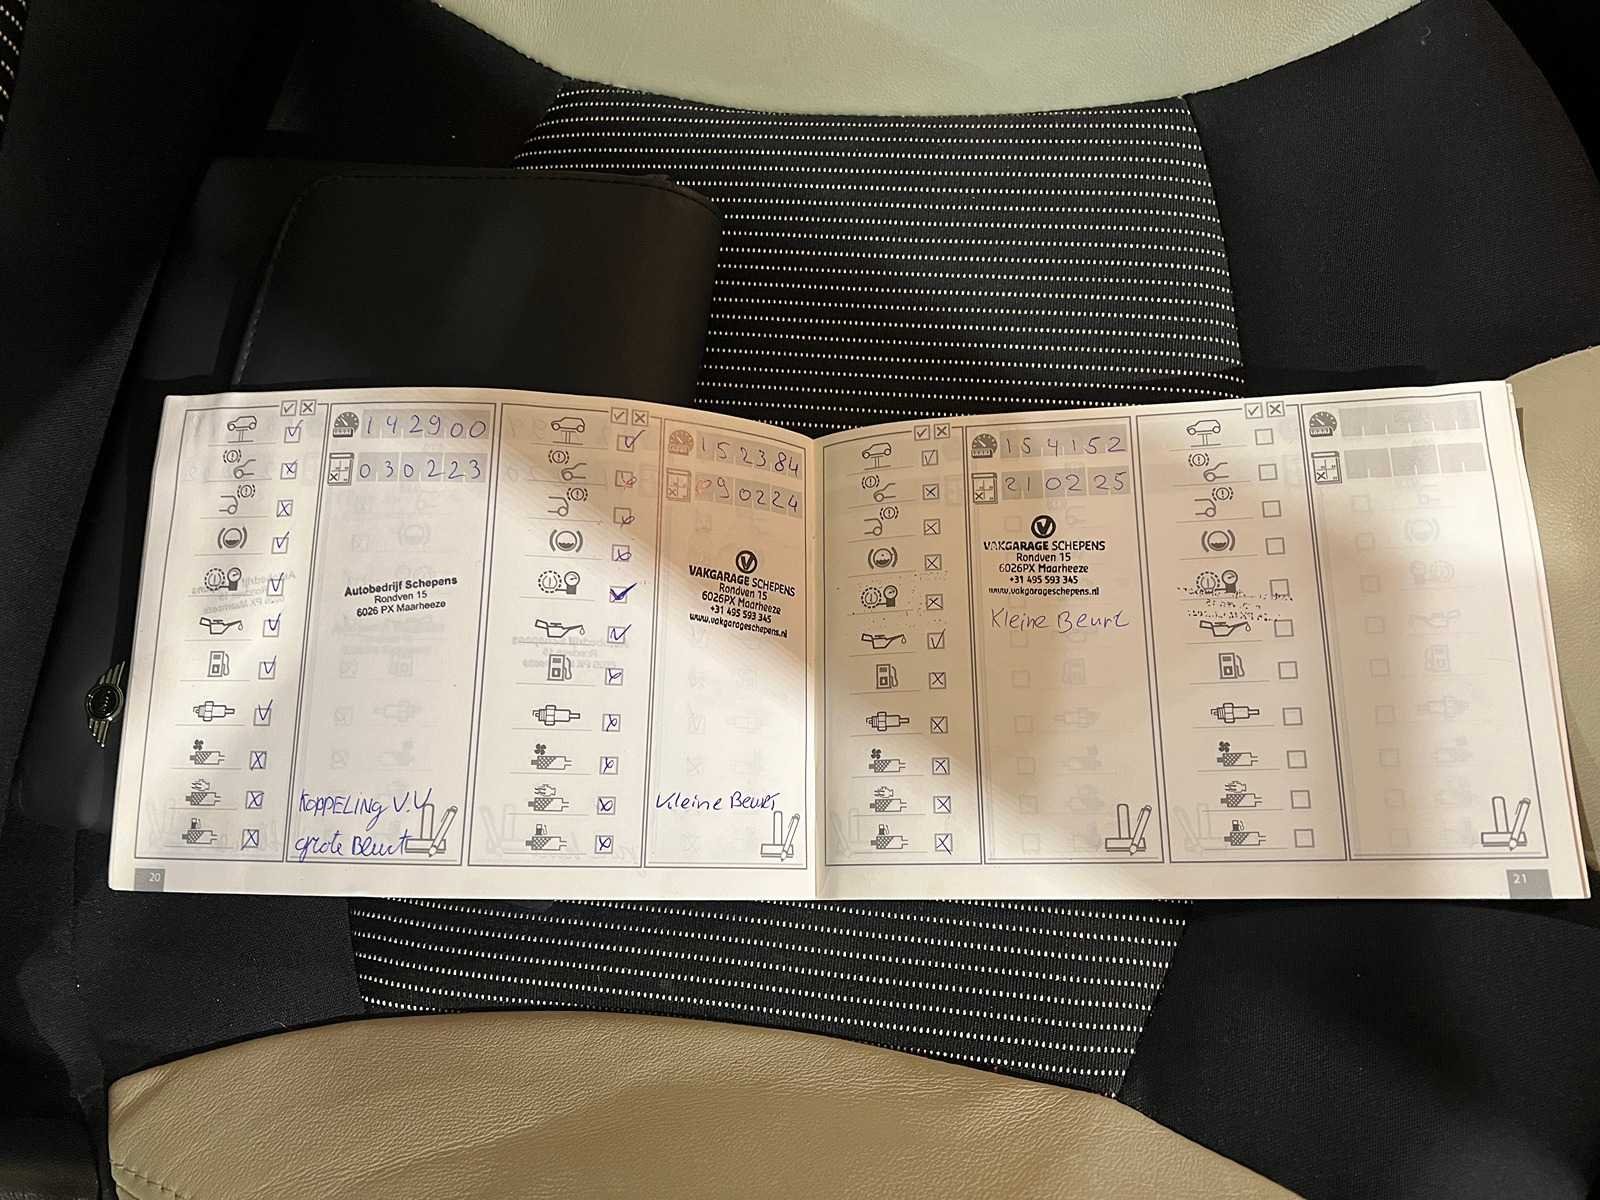 142900
030223
Autobedrijf Schepens
Rondven 15
6026 PX Maarheeze
KOPPELING V.V
grote Beurt
20
152384
090224
VAKGARAGE SCHEPENS
Rondven 15
6026PX Maarheeze
+31 495 593 345
www.vakgarageschepens.nl
Kleine Beurt
154152
210225
VAKGARAGE SCHEPENS
Rondven 15
6026PX Maarheeze
+31 495 593 345
www.vakgarageschepens.nl
Kleine Beurt
21